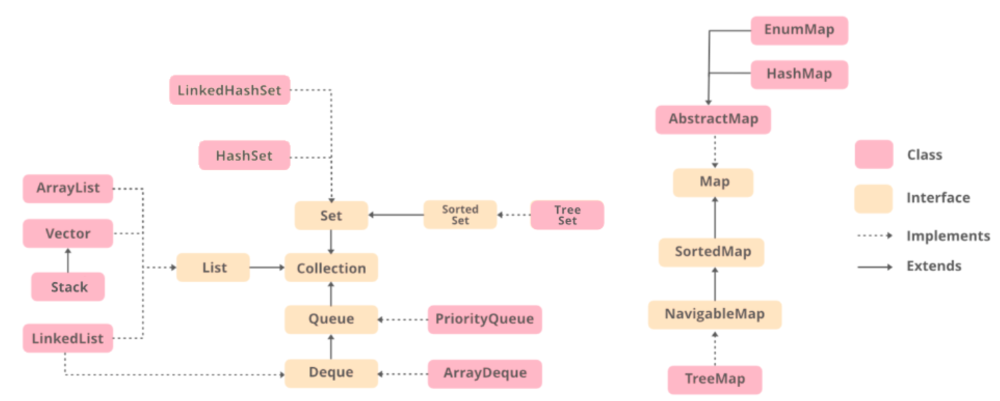 EnumMap
HashMap
LinkedHashSet
AbstractMap
HashSet
Class
Map
ArrayList
Interface
Set
Sorted
Set
Tree
Set
Vector
Implements
SortedMap
List
Collection
Extends
Stack
Queue
PriorityQueue
NavigableMap
LinkedList
Deque
ArrayDeque
TreeMap